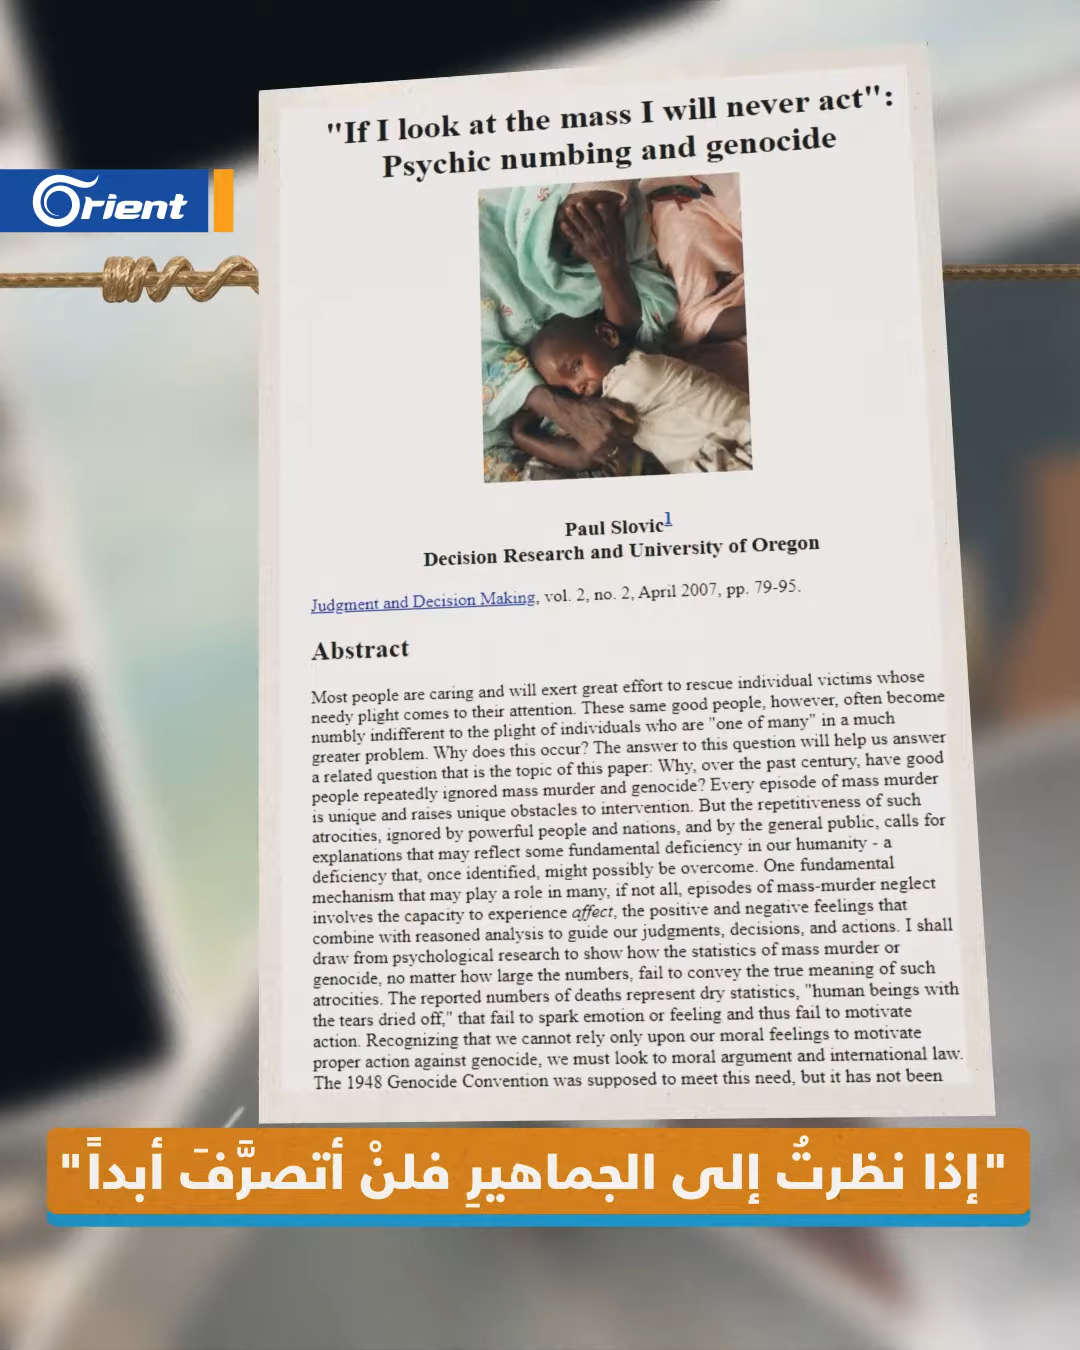 "If I look at the mass I will never act":
Psychic numbing and genocide
Orient
Paul Slovic1
Decision Research and University of Oregon
Judgment and Decision Making, vol. 2, no. 2, April 2007, pp. 79-95.
Abstract
Most people are caring and will exert great effort to rescue individual victims whose
needy plight comes to their attention. These same good people, however, often become
numbly indifferent to the plight of individuals who are "one of many" in a much
greater problem. Why does this occur? The answer to this question will help us answer
a related question that is the topic of this paper: Why, over the past century, have good
people repeatedly ignored mass murder and genocide? Every episode of mass murder
is unique and raises unique obstacles to intervention. But the repetitiveness of such
atrocities, ignored by powerful people and nations, and by the general public, calls for
explanations that may reflect some fundamental deficiency in our humanity - a
deficiency that, once identified, might possibly be overcome. One fundamental
mechanism that may play a role in many, if not all, episodes of mass-murder neglect
involves the capacity to experience affect, the positive and negative feelings that
combine with reasoned analysis to guide our judgments, decisions, and actions. I shall
draw from psychological research to show how the statistics of mass murder or
genocide, no matter how large the numbers, fail to convey the true meaning of such
atrocities. The reported numbers of deaths represent dry statistics, "human beings with
the tears dried off," that fail to spark emotion or feeling and thus fail to motivate
action. Recognizing that we cannot rely only upon our moral feelings to motivate
proper action against genocide, we must look to moral argument and international law.
The 1948 Genocide Convention was supposed to meet this need, but it has not been
"إذا نظرتُ إلى الجماهيرِ فلنْ أتصرَّفَ أبداً"